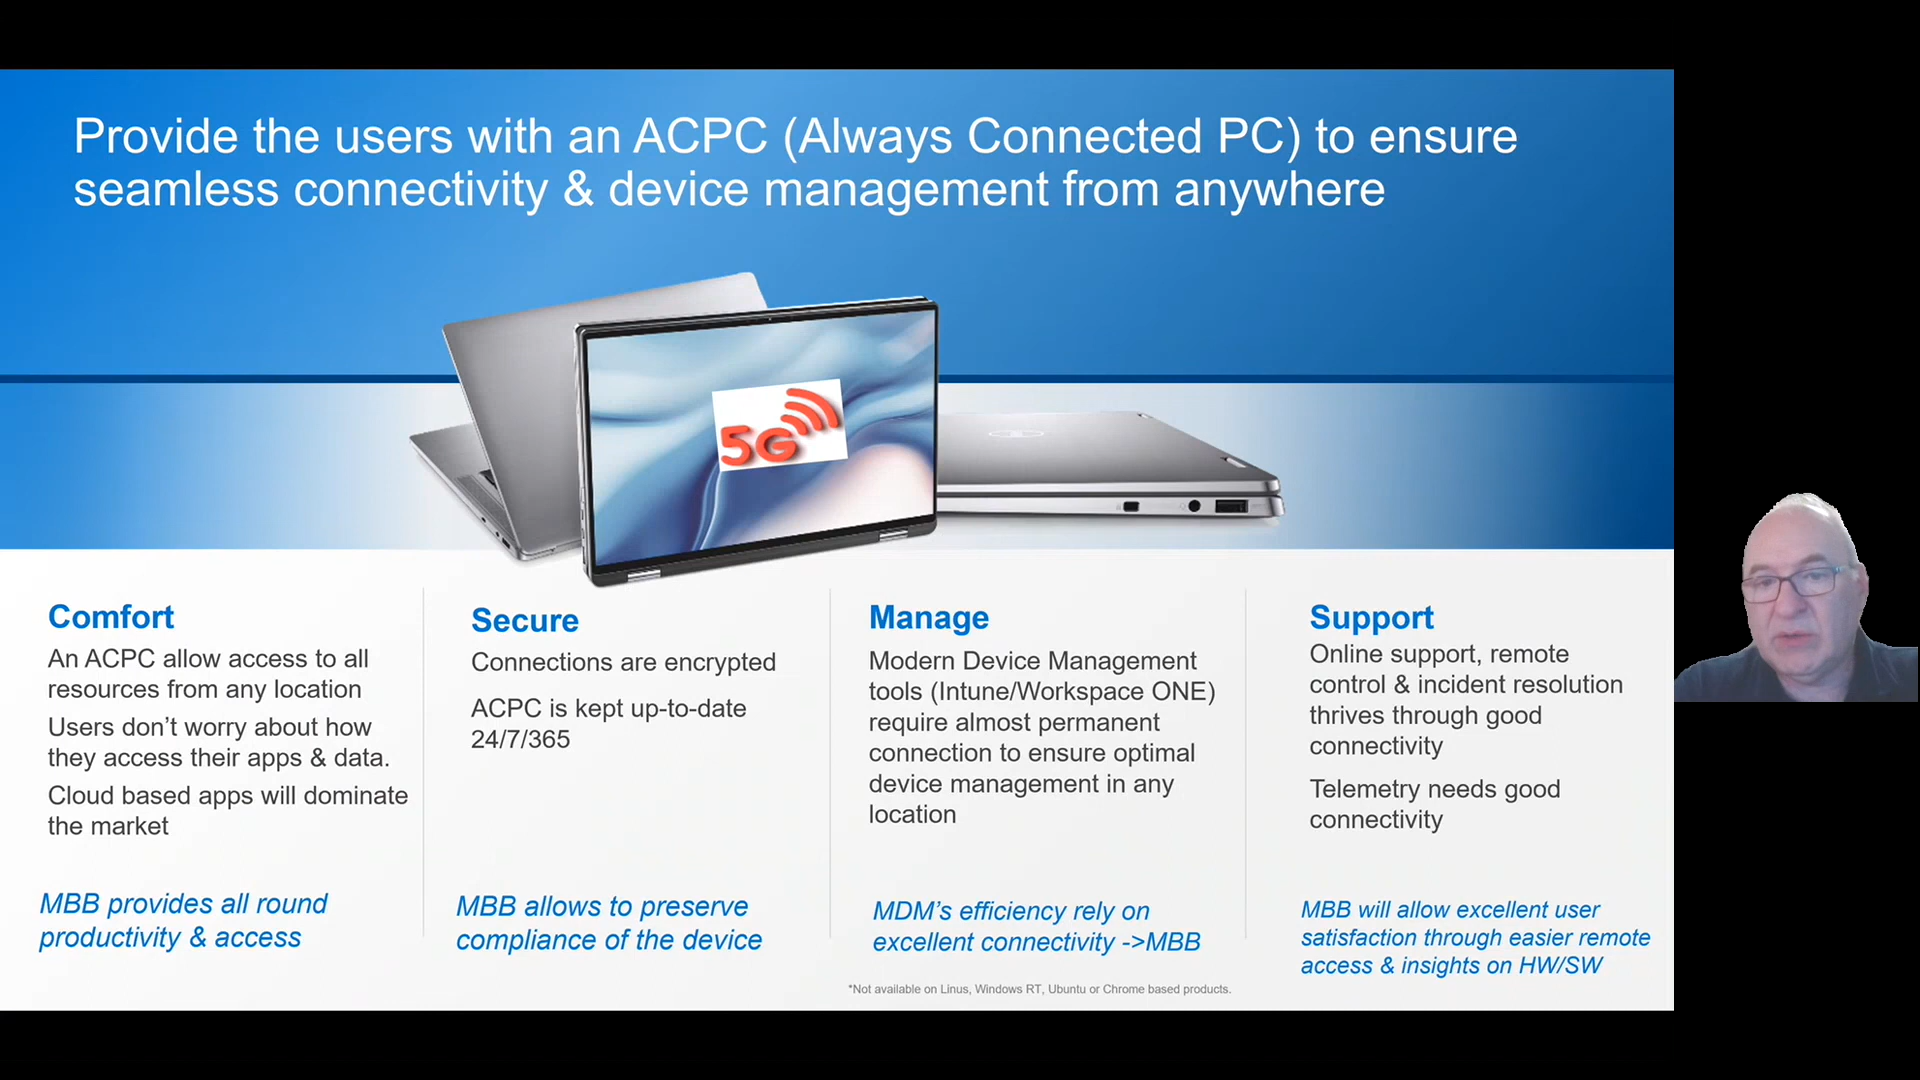 Provide the users with an ACPC (Always Connected PC) to ensure
seamless connectivity & device management from anywhere
5G
Comfort
An ACPC allow access to all
resources from any location
Users don’t worry about how
they access their apps & data.
Cloud based apps will dominate
the market
MBB provides all round
productivity & access
Secure
Connections are encrypted
ACPC is kept up-to-date
24/7/365
MBB allows to preserve
compliance of the device
Manage
Modern Device Management
tools (Intune/Workspace ONE)
require almost permanent
connection to ensure optimal
device management in any
location
MDM’s efficiency rely on
excellent connectivity ->MBB
Support
Online support, remote
control & incident resolution
thrives through good
connectivity
Telemetry needs good
connectivity
MBB will allow excellent user
satisfaction through easier remote
access & insights on HW/SW
*Not available on Linus, Windows RT, Ubuntu or Chrome based products.